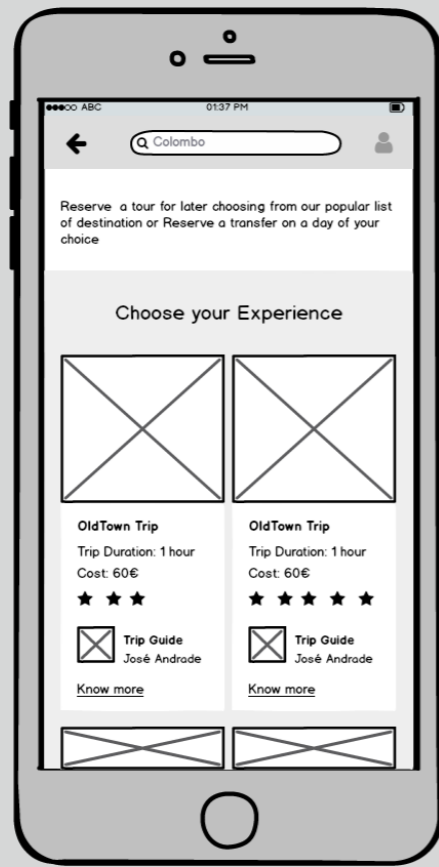 ABC 01:37 PM
Colombo
Reserve a tour for later choosing from our popular list
of destination or Reserve a transfer on a day of your
choice
Choose your Experience
OldTown Trip
Trip Duration: 1 hour
Cost: 60€
Trip Guide
José Andrade
Know more
OldTown Trip
Trip Duration: 1 hour
Cost: 60€
Trip Guide
José Andrade
Know more